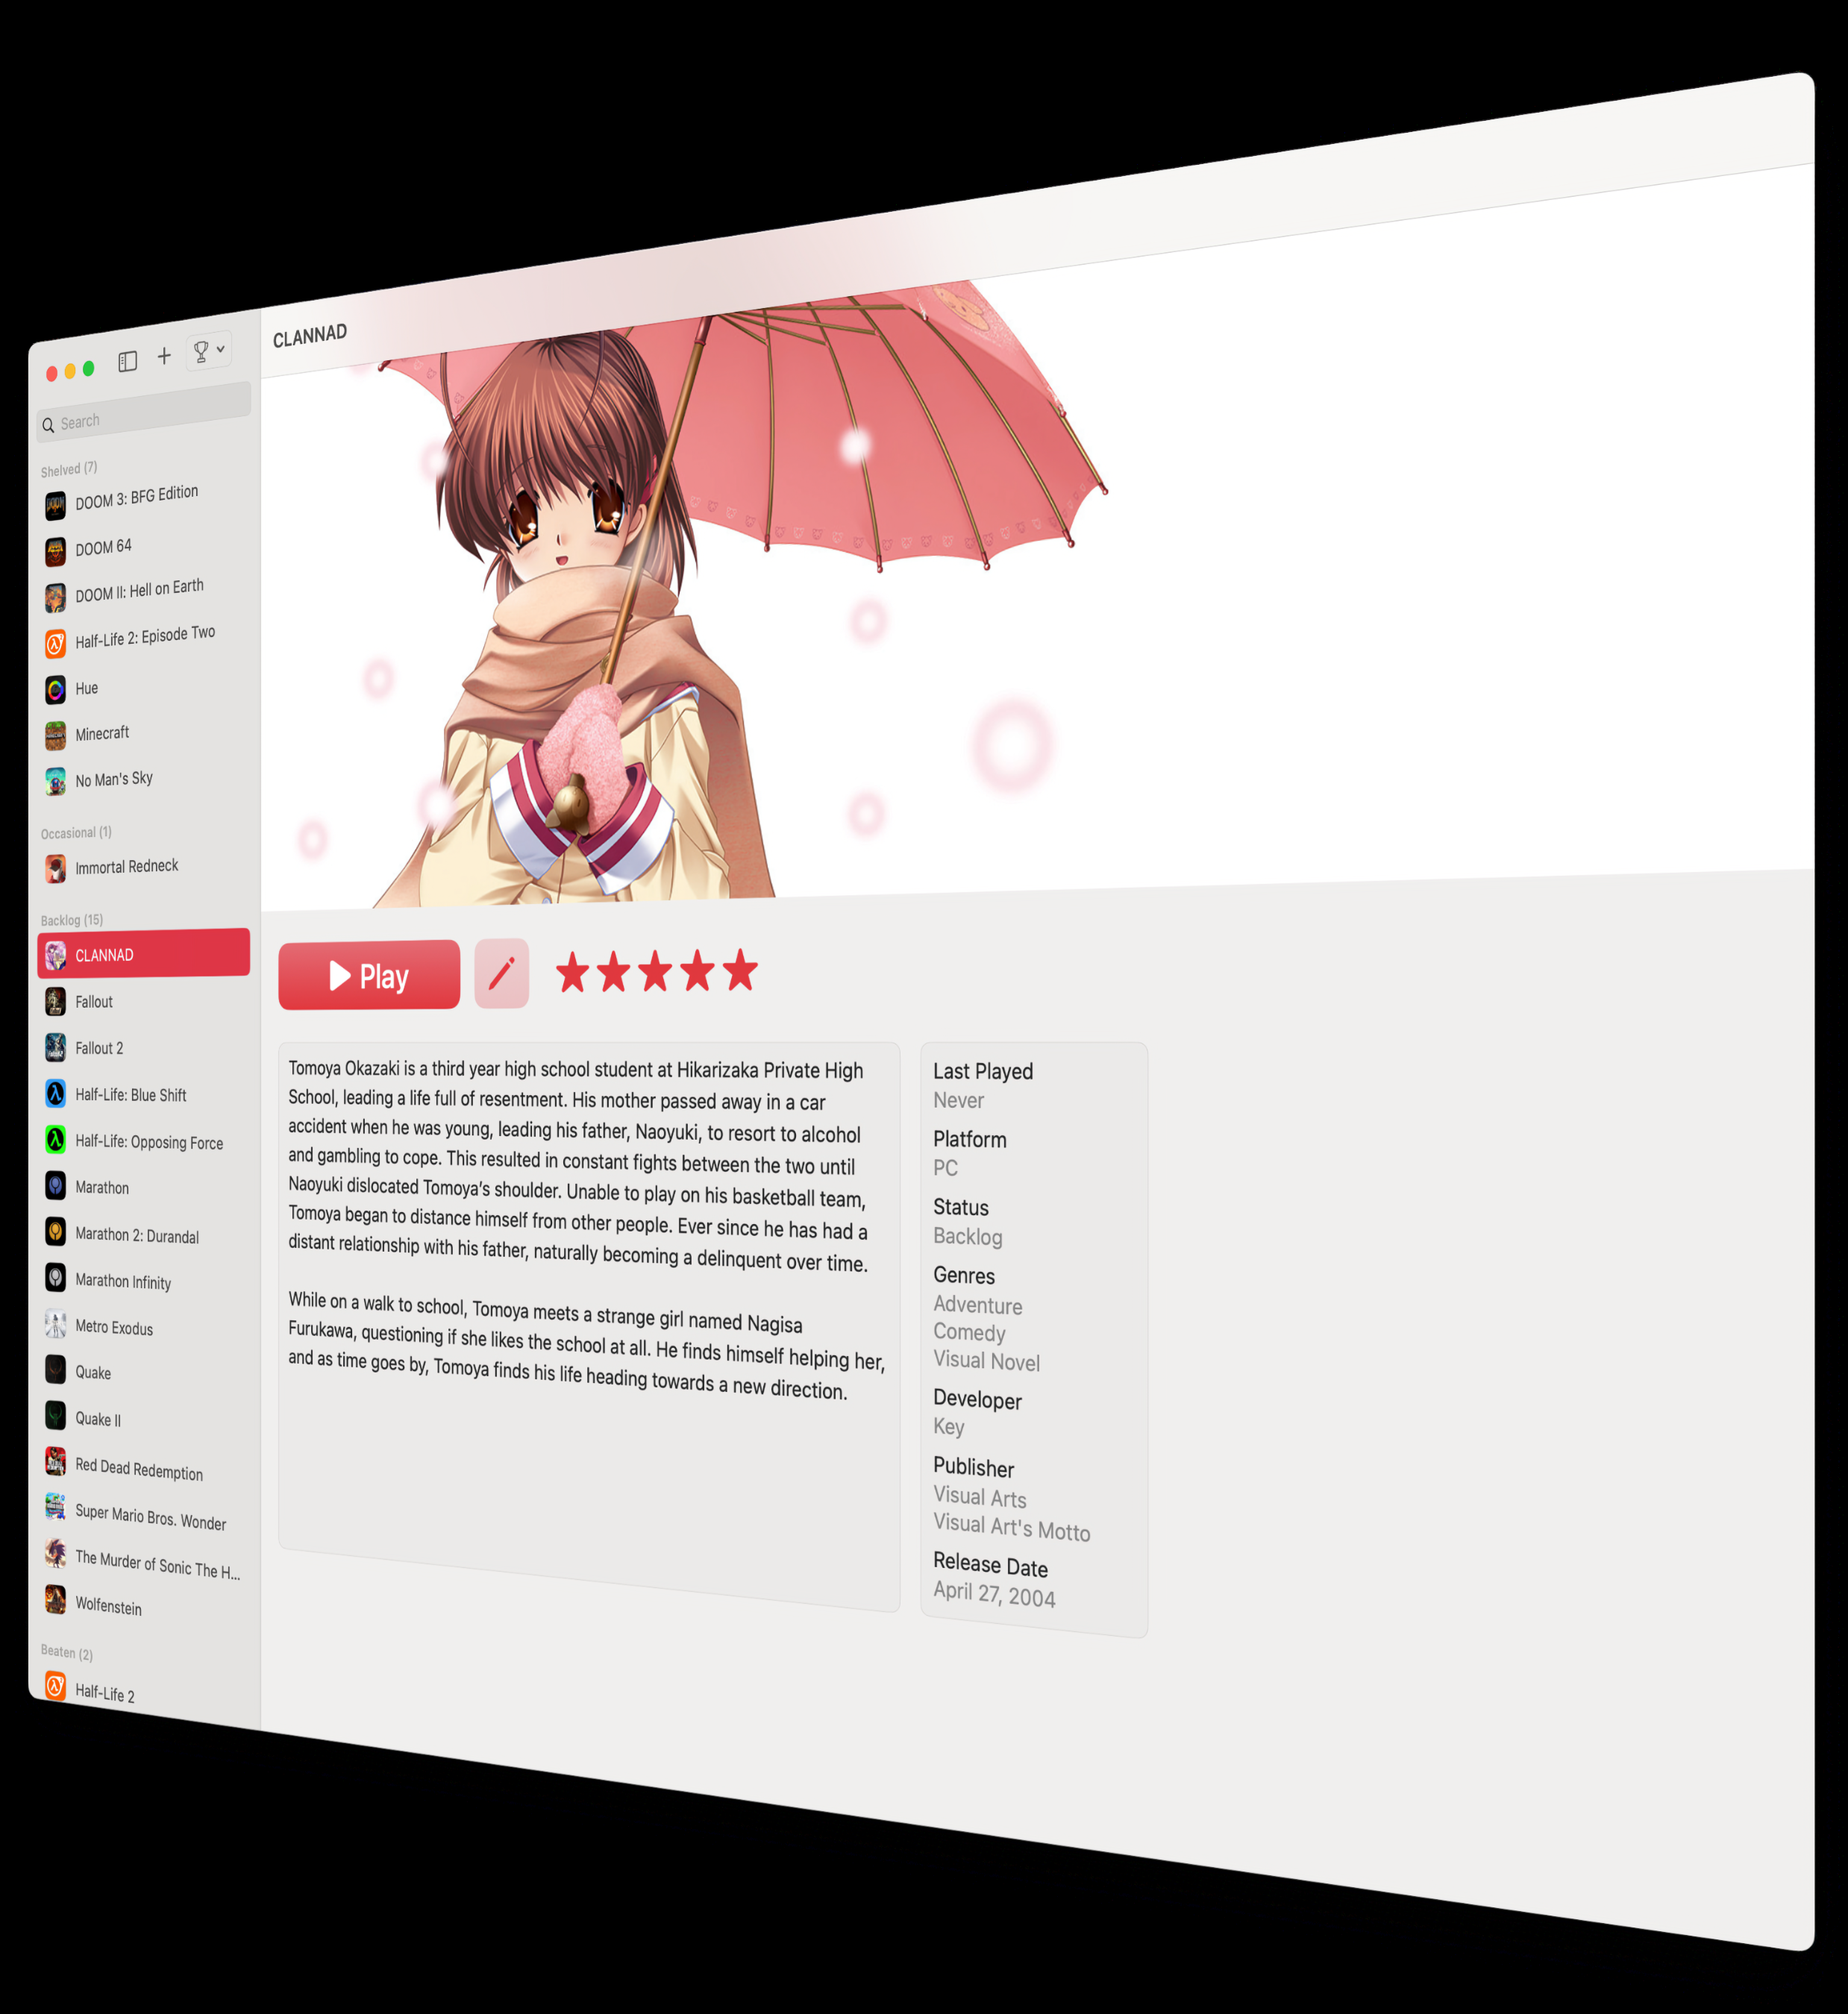 CLANNAD
Search
Shelved (7)
DOOM 3: BFG Edition
DOOM 64
DOOM II: Hell on Earth
Half-Life 2: Episode Two
Hue
Minecraft
No Man's Sky
Occasional (1)
Immortal Redneck
Backlog (15)
CLANNAD
Fallout
Fallout 2
Half-Life: Blue Shift
Half-Life: Opposing Force
Marathon
Marathon 2: Durandal
Marathon Infinity
Metro Exodus
Quake
Quake II
Red Dead Redemption
Super Mario Bros. Wonder
The Murder of Sonic The H...
Wolfenstein
Beaten (2)
Half-Life 2
Play
Tomoya Okazaki is a third year high school student at Hikarizaka Private High
School, leading a life full of resentment. His mother passed away in a car
accident when he was young, leading his father, Naoyuki, to resort to alcohol
and gambling to cope. This resulted in constant fights between the two until
Naoyuki dislocated Tomoya’s shoulder. Unable to play on his basketball team,
Tomoya began to distance himself from other people. Ever since he has had a
distant relationship with his father, naturally becoming a delinquent over time.
While on a walk to school, Tomoya meets a strange girl named Nagisa
Furukawa, questioning if she likes the school at all. He finds himself helping her,
and as time goes by, Tomoya finds his life heading towards a new direction.
Last Played
Never
Platform
PC
Status
Backlog
Genres
Adventure
Comedy
Visual Novel
Developer
Key
Publisher
Visual Arts
Visual Art's Motto
Release Date
April 27, 2004